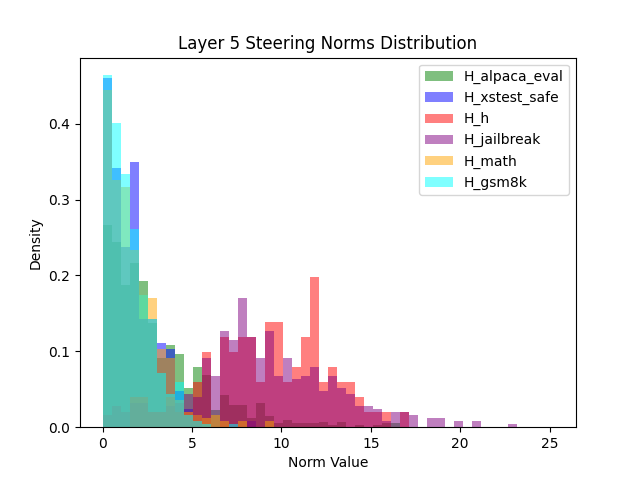 Layer 5 Steering Norms Distribution
H_alpaca_eval
H_xstest_safe
H_h
H_jailbreak
H_math
H_gsm8k
Density
0.4
0.3
0.2
0.1
0.0
0
5
10
15
20
25
Norm Value